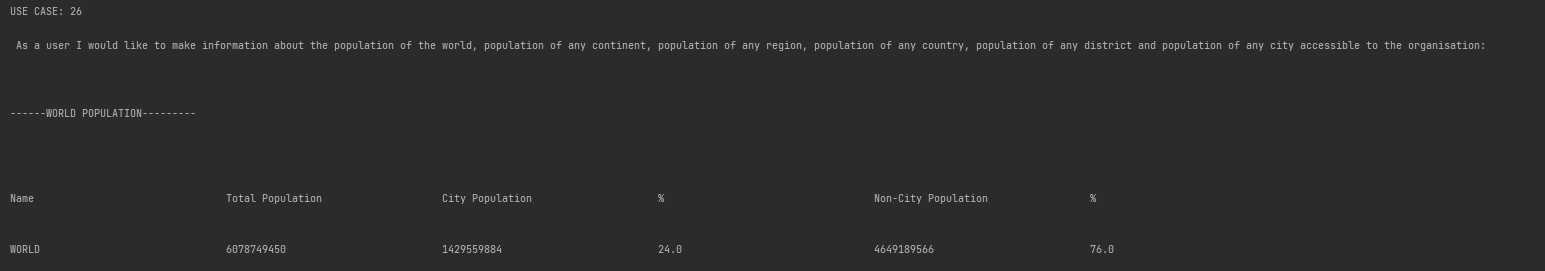 USE CASE: 26
As a user I would like to make information about the population of the world, population of any continent, population of any region, population of any country, population of any district and population of any city accessible to the organisation:
------WORLD POPULATION---------
Name Total Population City Population % Non-City Population %
WORLD 6078749450 1429559884 24.0 4649189566 76.0